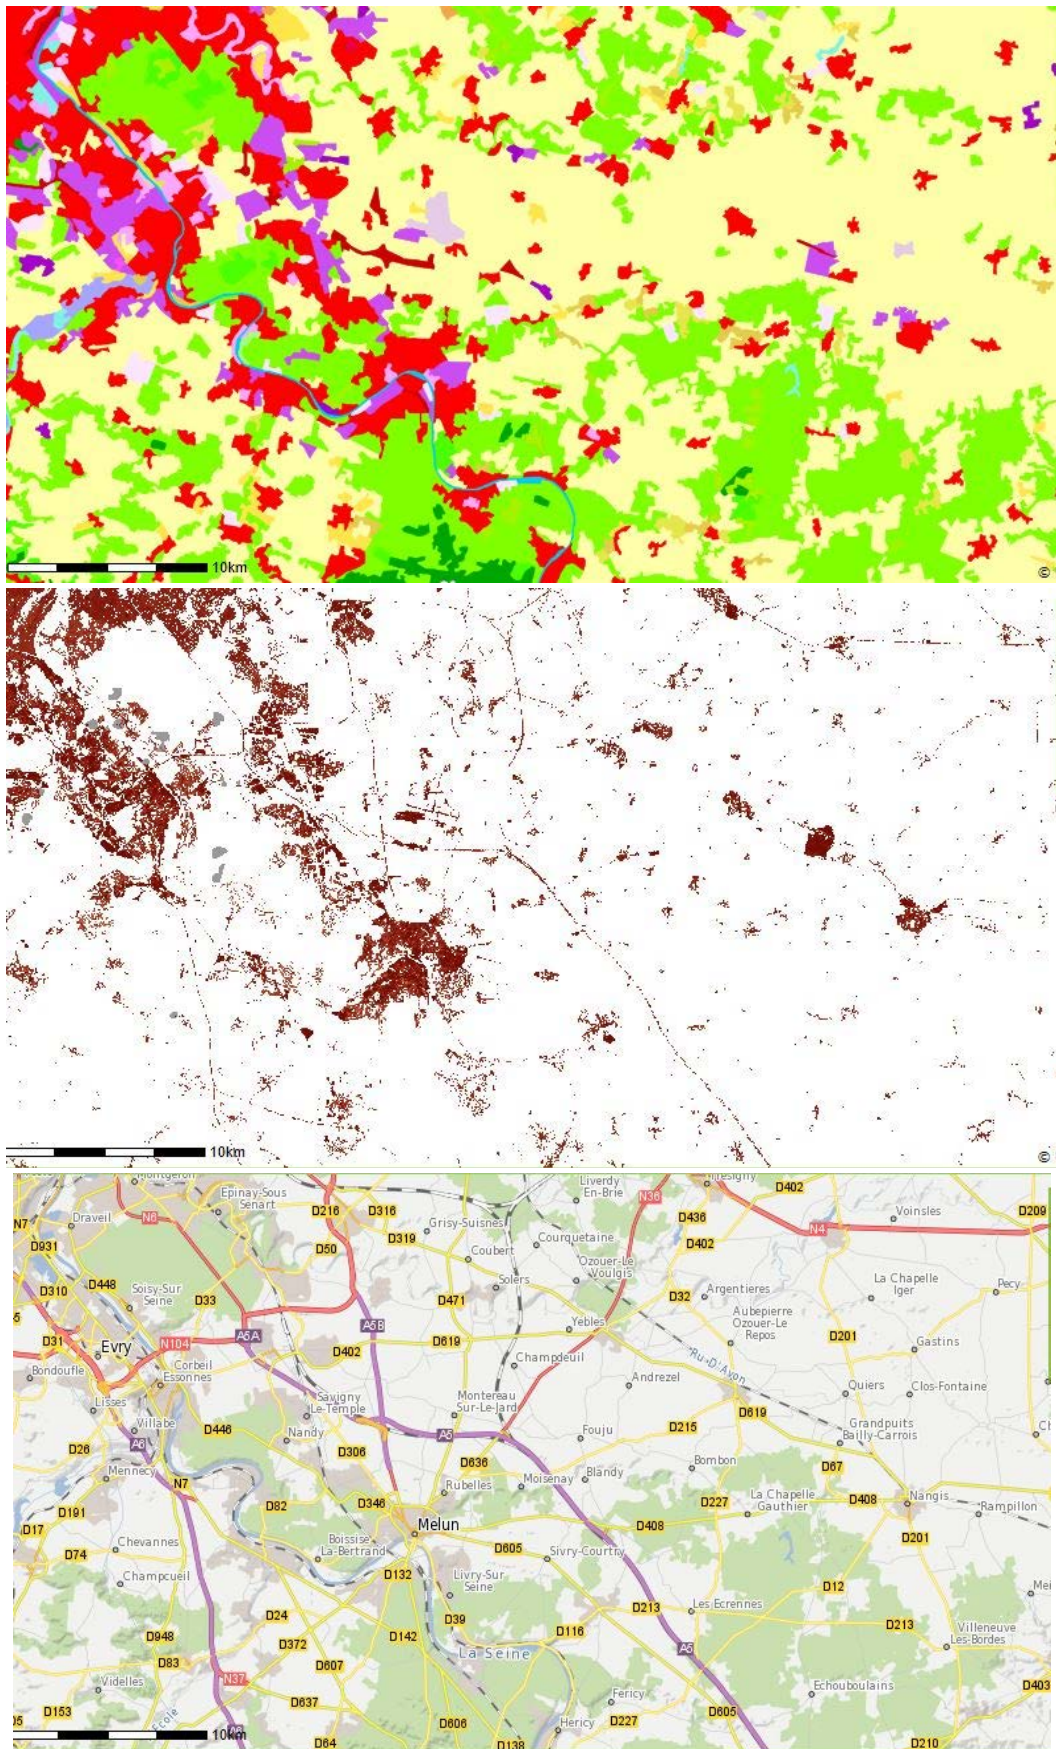 10km
©
10km
©
Montgeron
Epinay-Sous
Senart
D216
D316
Liverdy
En-Brie
N36
D402
D436
Voinsles
D209
N7
Draveil
N6
Grisy-Suisnes
Courquetaine
N4
D931
D50
D319
Coubert
D402
D310
D448
Soisy-Sur
Seine
D33
Solers
Ozouer-Le
Voulgis
D32
Argentieres
La Chapelle
Iger
Pecy
D471
Aubepierre
Ozouer-Le
Repos
D31
Evry
N104
A5A
A5B
D402
D619
Yebles
D201
Gastins
Bondoufle
Corbeil
Essonnes
Champdeuil
Ru-D'Avon
Lisses
Savigny
Le-Temple
Montereau
Sur-Le-Jard
Andrezel
Quiers
Clos-Fontaine
D619
Villabe
D446
Nandy
D306
A5
Fouju
D215
Grandpuits
Bailly-Carrois
D26
A6
Mennecy
N7
D636
Rubelles
Moisenay
Blandy
Bombon
D67
D191
D82
D346
Melun
D227
La Chapelle
Gauthier
D408
Nangis
Rampillon
D17
Chevannes
Boissise
La-Bertrand
D408
D201
D74
D605
Sivry-Courtry
D132
Champcueil
Livry-Sur
Seine
D12
D24
D39
D213
Les Ecrennes
D213
D948
D372
D142
D116
Villeneuve
Les-Bordes
D83
D607
La Seine
A5
N37
Videlles
D637
Fericy
Echouboulains
D403
D153
Ecole
D606
Hericy
D227
D605
10km
A6
D64
D138
D210